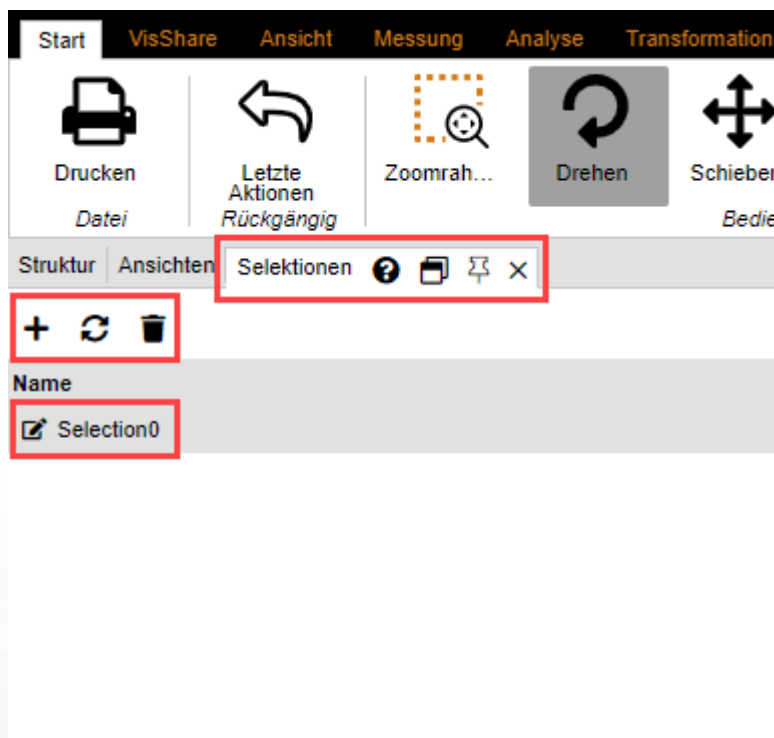 Start VisShare Ansicht Messung Analyse Transformation
Drucken Letzte Aktionen Zoomrah... Drehen Schieben
Datei Rückgängig Bedie
Struktur Ansichten Selektionen
Name
Selection0